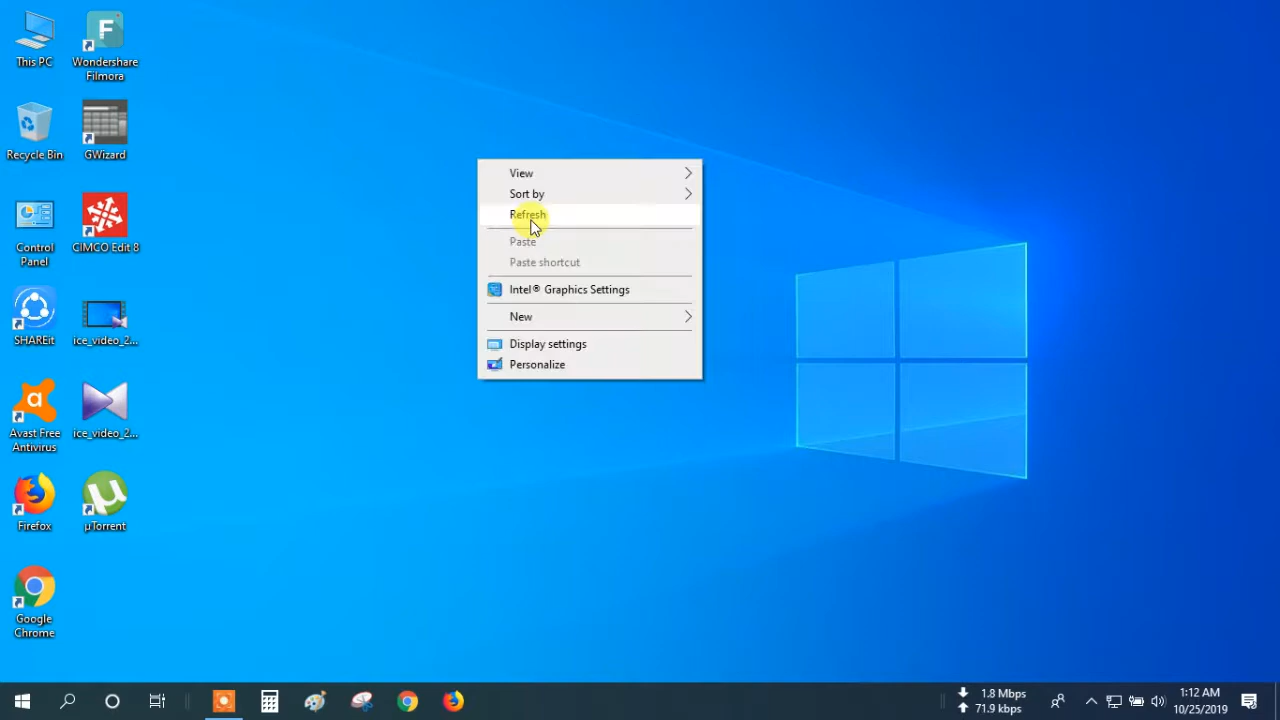 This PC
Wondershare
Filmora
Recycle Bin
GWizard
Control
Panel
CIMCO Edit 8
SHAREit
ice_video_2...
Avast Free
Antivirus
ice_video_2...
Firefox
µTorrent
Google
Chrome
View
Sort by
Refresh
Paste
Paste shortcut
Intel® Graphics Settings
New
Display settings
Personalize
1.8 Mbps
71.9 kbps
1:12 AM
10/25/2019